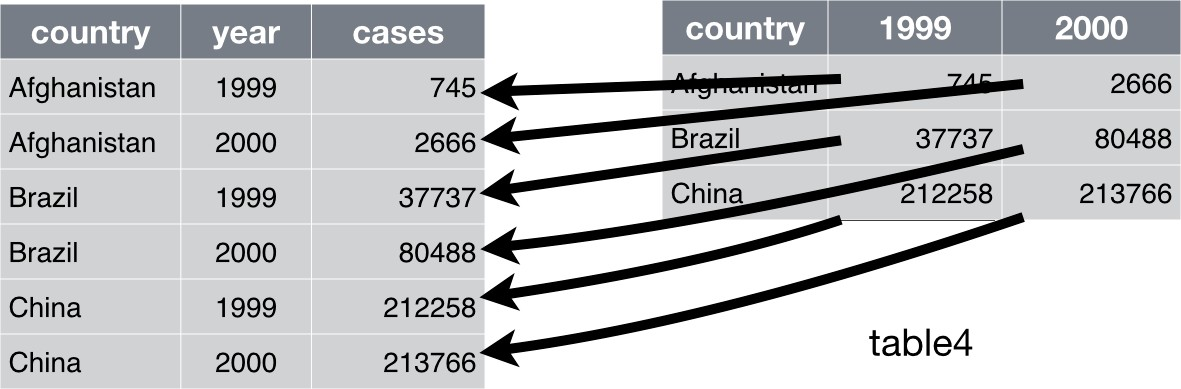 country year cases
Afghanistan 1999 745
Afghanistan 2000 2666
Brazil 1999 37737
Brazil 2000 80488
China 1999 212258
China 2000 213766
country 1999 2000
Afghanistan 745 2666
Brazil 37737 80488
China 212258 213766
table4